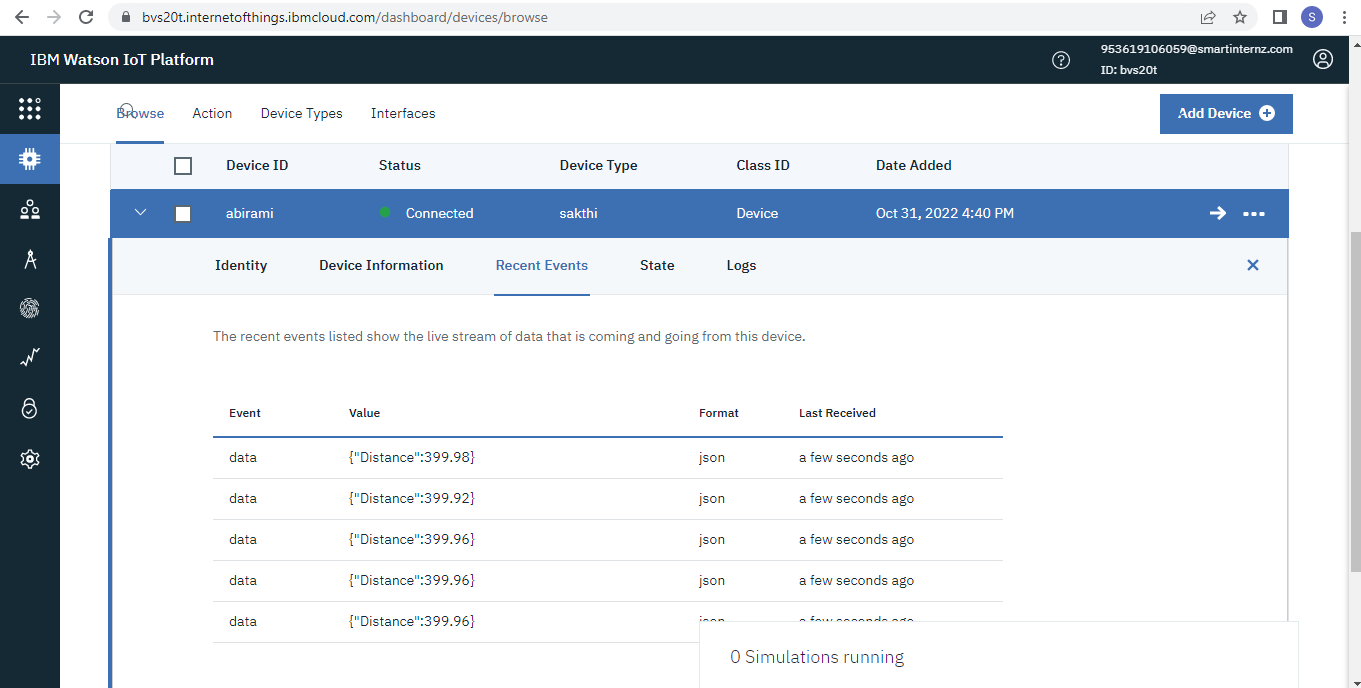 bvs20t.internetofthings.ibmcloud.com/dashboard/devices/browse
S
IBM Watson IoT Platform
953619106059@smartinternz.com
ID: bvs20t
Browse Action Device Types Interfaces
Add Device
Device ID Status Device Type Class ID Date Added
abirami Connected sakthi Device Oct 31, 2022 4:40 PM
Identity Device Information Recent Events State Logs
The recent events listed show the live stream of data that is coming and going from this device.
Event Value Format Last Received
data {"Distance":399.98} json a few seconds ago
data {"Distance":399.92} json a few seconds ago
data {"Distance":399.96} json a few seconds ago
data {"Distance":399.96} json a few seconds ago
data {"Distance":399.96} json a few seconds ago
0 Simulations running